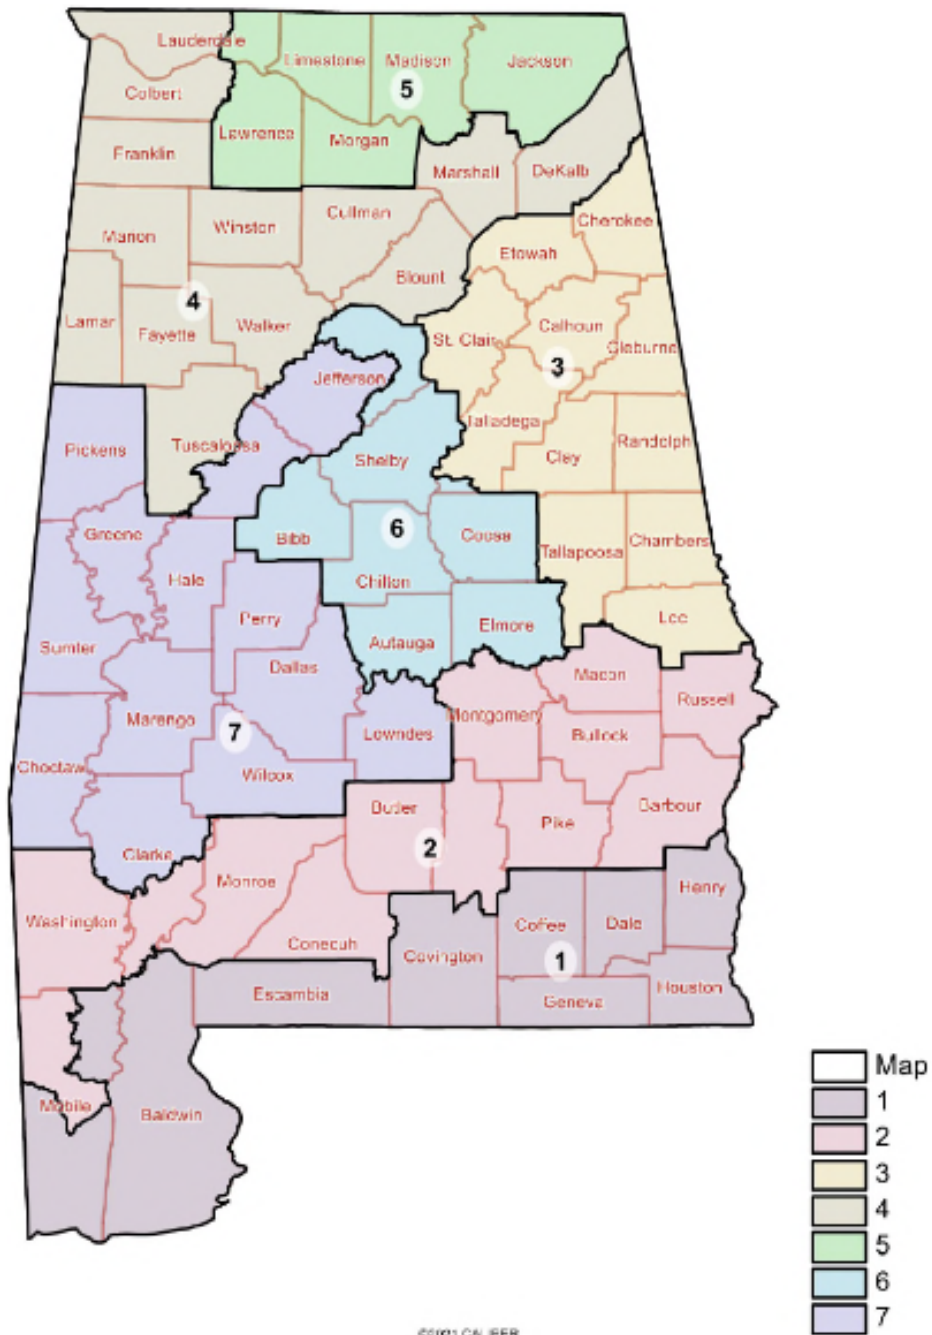 Lauderdale
Limestone
Madison
Jackson
5
Colbert
Lawrence
Morgan
Franklin
Marshall
DeKalb
Cherokee
Marion
Winston
Cullman
Etowah
Blount
4
Lamar
Fayette
Walker
St. Clair
Calhoun
Cleburne
3
Jefferson
Talladega
Randolph
Pickens
Tuscaloosa
Shelby
Clay
6
Greene
Bibb
Coosa
Tallapoosa
Chambers
Hale
Chilton
Perry
Autauga
Elmore
Lee
Sumter
Dallas
Macon
Russell
Marengo
7
Lowndes
Montgomery
Bullock
Choctaw
Wilcox
Butler
Pike
Barbour
2
Clarke
Monroe
Henry
Washington
Conecuh
Covington
Coffee
Dale
1
Escambia
Geneva
Houston
Mobile
Baldwin
Map
1
2
3
4
5
6
7
©2021 CALIPER